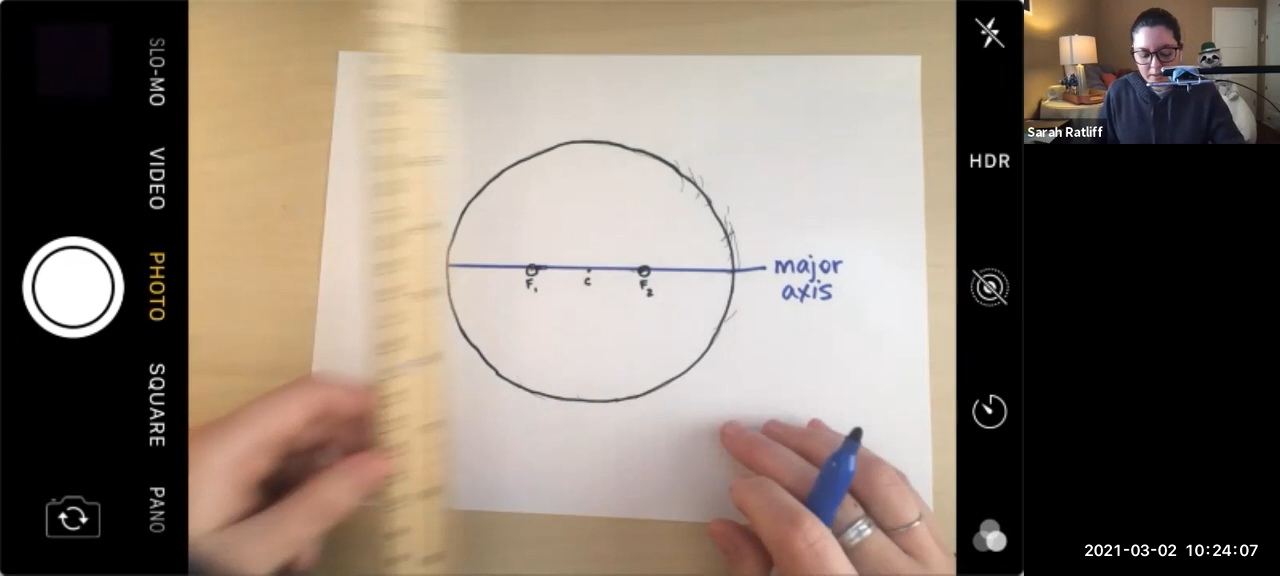 SLO-MO
VIDEO
PHOTO
SQUARE
PANO
F1
C
F2
major
axis
HDR
Sarah Ratliff
2021-03-02 10:24:07